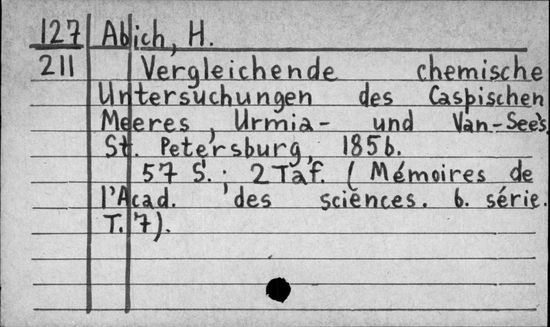 127 Abich, H.
211 Vergleichende chemische
Untersuchungen des Caspischen
Meeres, Urmia- und Van-See's
St. Petersburg, 1856.
57 S.; 2 Taf. (Mémoires de
l'Acad. des sciences. 6. série.
T. 7).